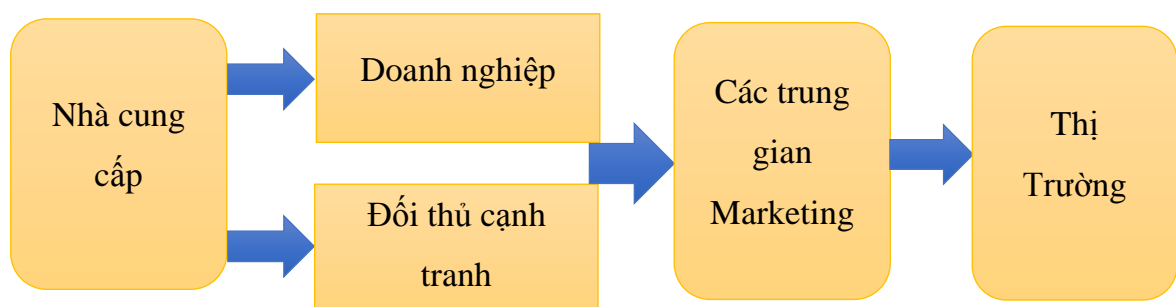 Nhà cung
cấp
Doanh nghiệp
Đối thủ cạnh
tranh
Các trung
gian
Marketing
Thị
Trường